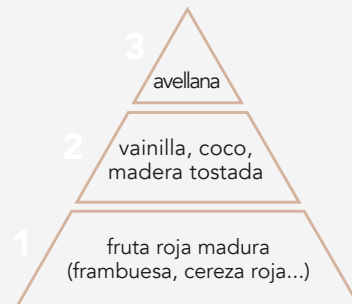 3
avellana
2
vainilla, coco,
madera tostada
1
fruta roja madura
(frambuesa, cereza roja...)